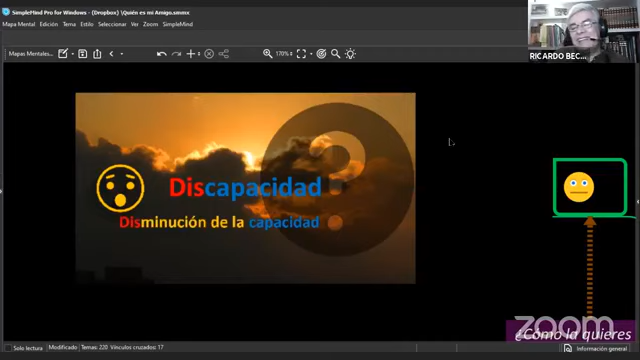 SimpleMind Pro for Windows - (Dropbox) \Quién es mi Amigo.smmx
Mapa Mental Edición Tema Estilo Seleccionar Ver Zoom SimpleMind
Mapas Mentales...
170%
RICARDO BEC...
Discapacidad
Disminución de la capacidad
?
zoom
¿Cómo la quieres
Solo lectura Modificado Temas: 220. Vínculos cruzados: 17
Información general